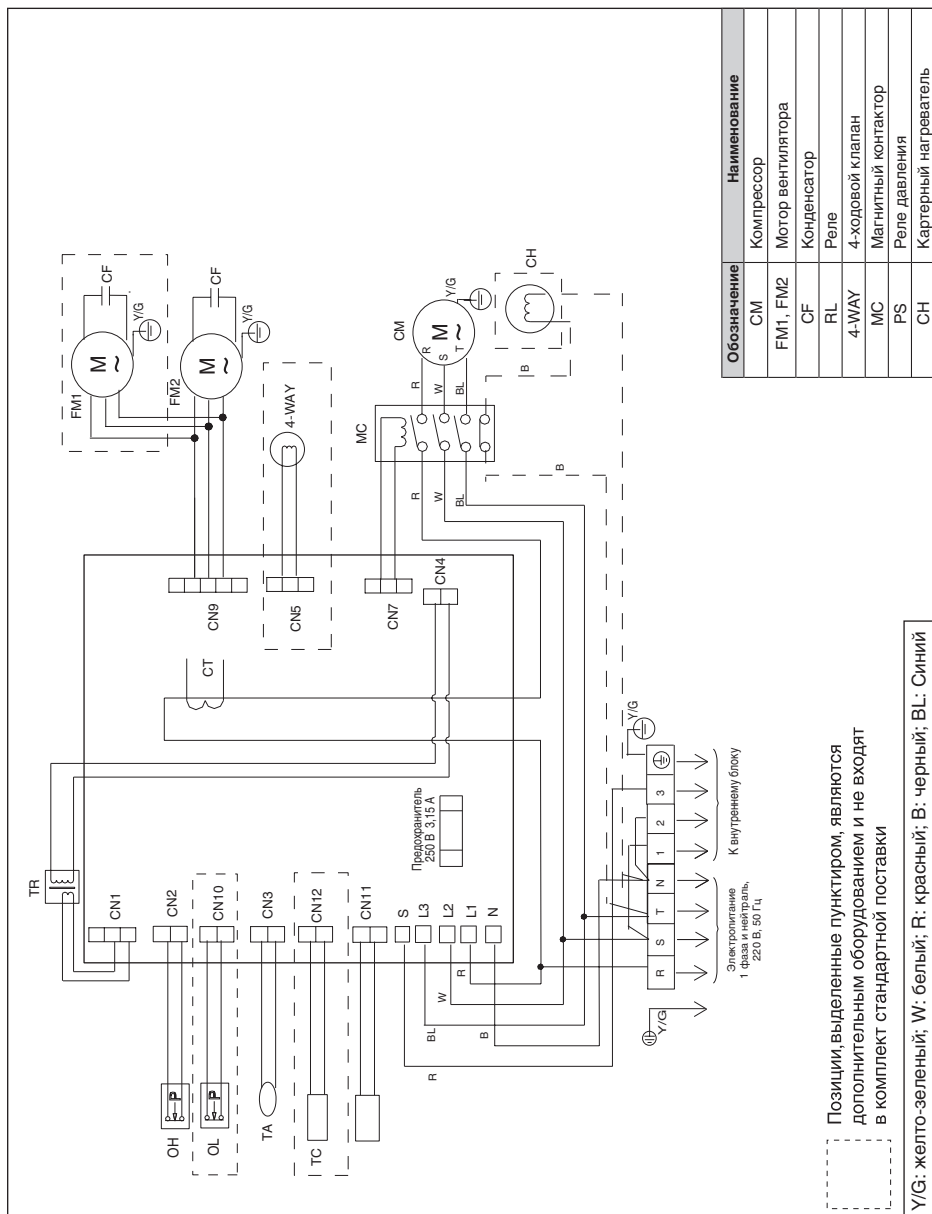 FM1
M
~
CF
Y/G
FM2
M
~
CF
Y/G
4-WAY
CM
R
S
T
M
~
Y/G
CH
MC
R
W
BL
B
R
W
BL
B
TR
CN1
CN2
CN10
CN3
CN12
CN11
S
L3
L2
L1
N
CN9
CT
CN5
CN7
CN4
Предохранитель
250 В 3,15 А
OH
P
OL
P
TA
TC
R
BL
W
B
R
Y/G
R
S
T
N
1
2
3
Y/G
Электропитание
1 фаза и нейтраль,
220 В, 50 Гц
К внутреннему блоку
Обозначение Наименование
CM Компрессор
FM1, FM2 Мотор вентилятора
CF Конденсатор
RL Реле
4-WAY 4-ходовой клапан
MC Магнитный контактор
PS Реле давления
CH Картерный нагреватель
Позиции, выделенные пунктиром, являются
дополнительным оборудованием и не входят
в комплект стандартной поставки
Y/G: желто-зеленый; W: белый; R: красный; B: черный; BL: Синий